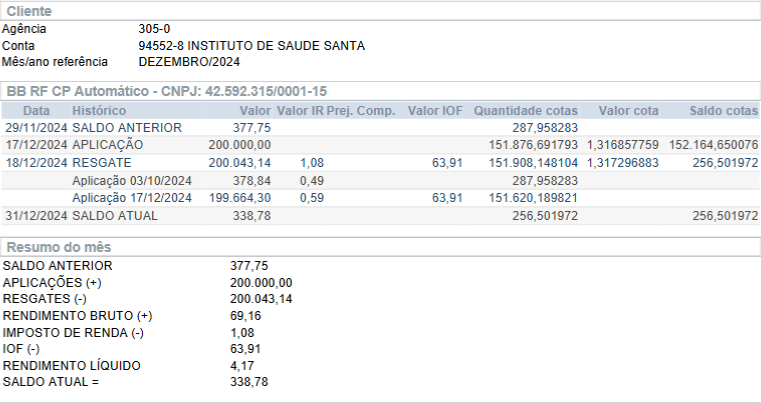 Cliente
Agência 305-0
Conta 94552-8 INSTITUTO DE SAUDE SANTA
Mês/ano referência DEZEMBRO/2024
BB RF CP Automático - CNPJ: 42.592.315/0001-15
Data Histórico Valor Valor IR Prej. Comp. Valor IOF Quantidade cotas Valor cota Saldo cotas
29/11/2024 SALDO ANTERIOR 377,75 287,958283
17/12/2024 APLICAÇÃO 200.000,00 151.876,691793 1,316857759 152.164,650076
18/12/2024 RESGATE 200.043,14 1,08 63,91 151.908,148104 1,317296883 256,501972
Aplicação 03/10/2024 378,84 0,49 287,958283
Aplicação 17/12/2024 199.664,30 0,59 63,91 151.620,189821
31/12/2024 SALDO ATUAL 338,78 256,501972 256,501972
Resumo do mês
SALDO ANTERIOR 377,75
APLICAÇÕES (+) 200.000,00
RESGATES (-) 200.043,14
RENDIMENTO BRUTO (+) 69,16
IMPOSTO DE RENDA (-) 1,08
IOF (-) 63,91
RENDIMENTO LÍQUIDO 4,17
SALDO ATUAL = 338,78